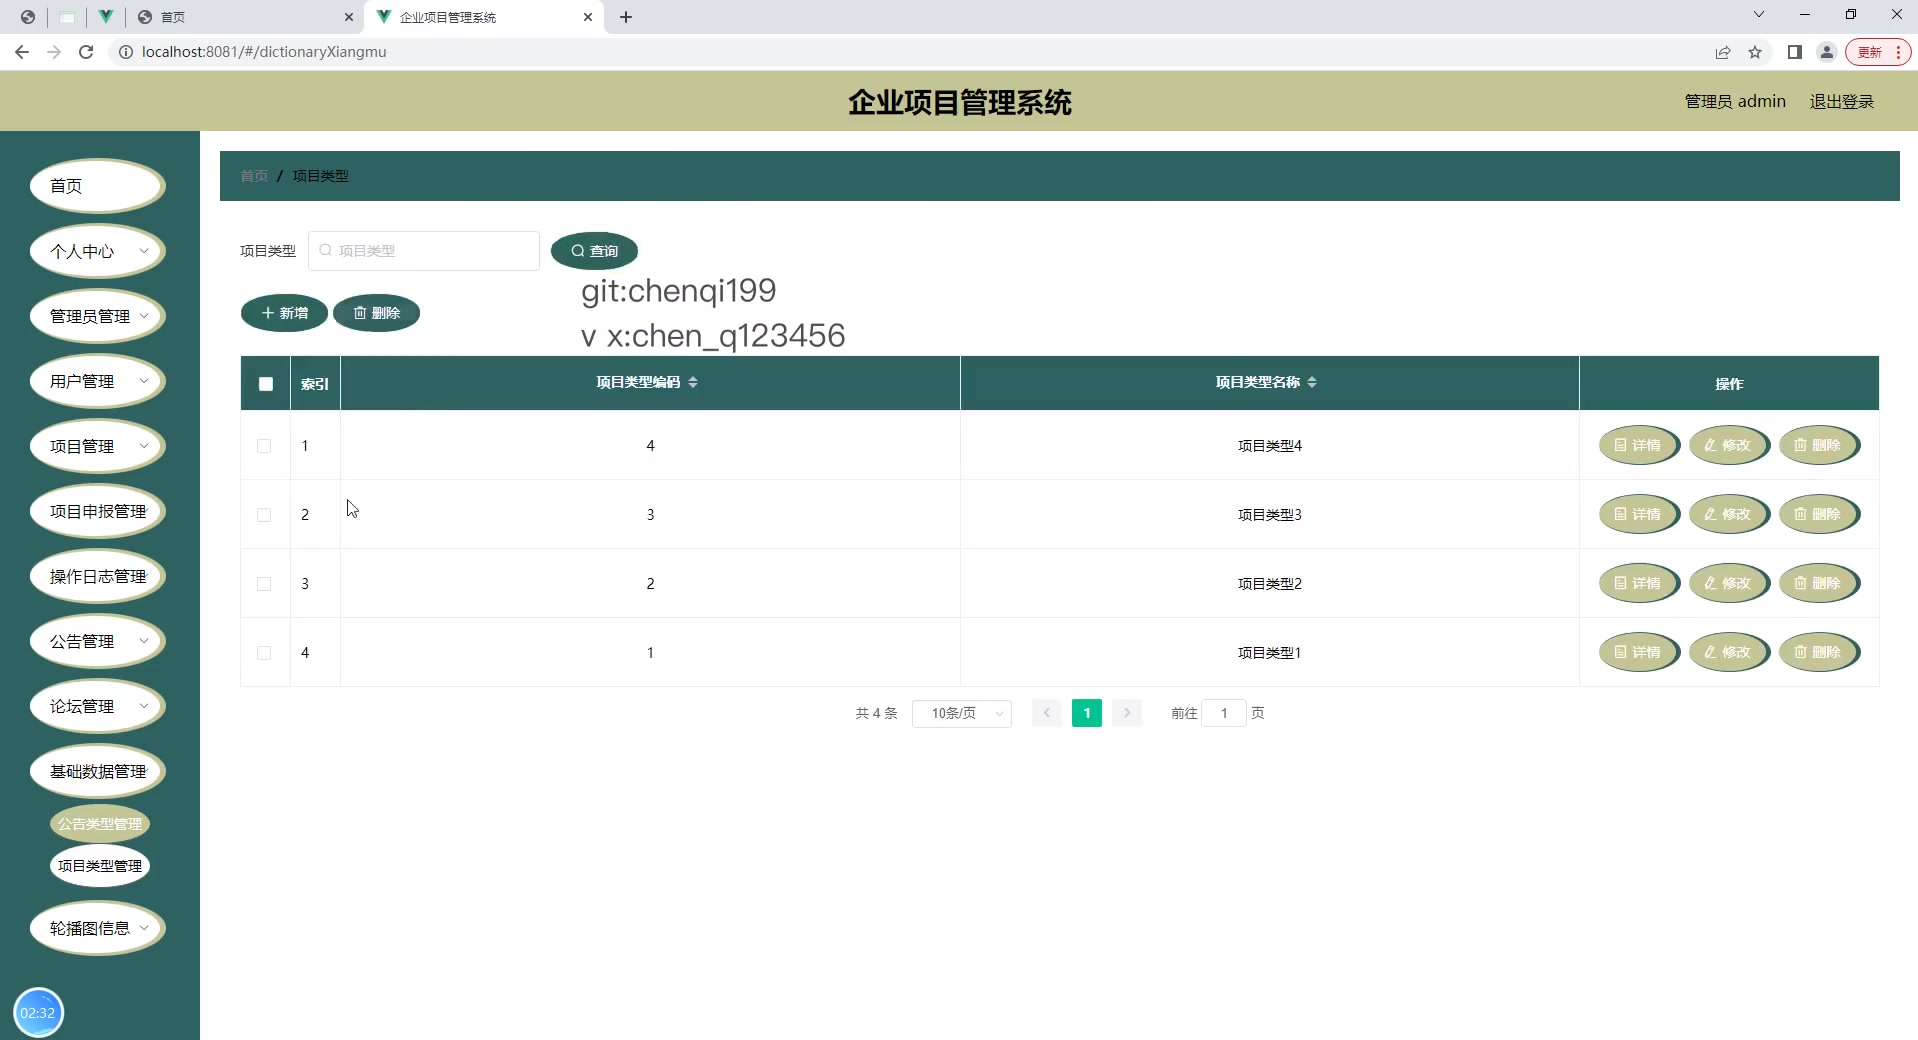 首页
企业项目管理系统
localhost:8081/#/dictionaryXiangmu
更新
企业项目管理系统
管理员 admin
退出登录
首页
个人中心
管理员管理
用户管理
项目管理
项目申报管理
操作日志管理
公告管理
论坛管理
基础数据管理
公告类型管理
项目类型管理
轮播图信息
02:32
首页 / 项目类型
项目类型 项目类型 查询
git:chenqi199
新增 删除
v x:chen_q123456
索引 项目类型编码 项目类型名称 操作
1 4 项目类型4 详情 修改 删除
2 3 项目类型3 详情 修改 删除
3 2 项目类型2 详情 修改 删除
4 1 项目类型1 详情 修改 删除
共 4 条 10条/页 1 前往 1 页